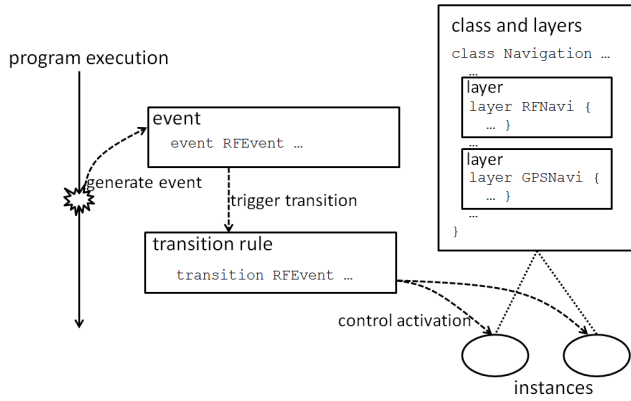 program execution
event
event RFEvent ...
generate event
trigger transition
transition rule
transition RFEvent ...
control activation
class and layers
class Navigation ...
...
layer
layer RFNavi {
... }
...
layer
layer GPSNavi {
... }
...
}
instances